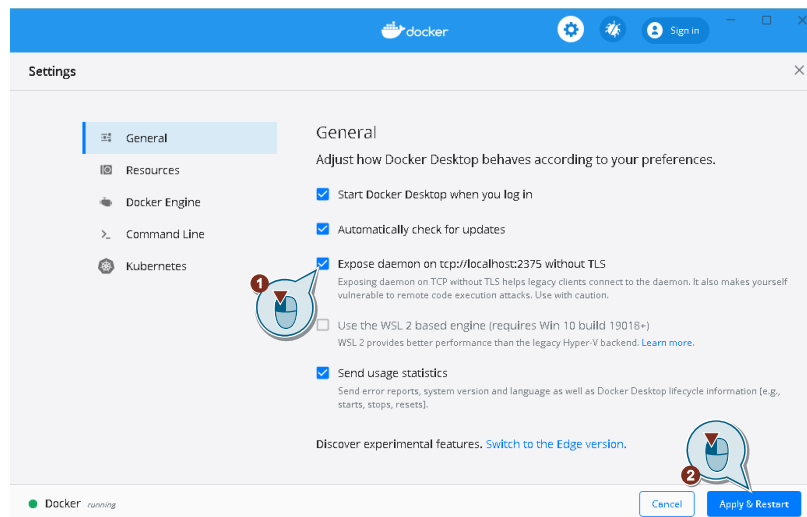 docker
Sign in
Settings
General
Resources
Docker Engine
Command Line
Kubernetes
General
Adjust how Docker Desktop behaves according to your preferences.
Start Docker Desktop when you log in
Automatically check for updates
Expose daemon on tcp://localhost:2375 without TLS
Exposing daemon on TCP without TLS helps legacy clients connect to the daemon. It also makes yourself
vulnerable to remote code execution attacks. Use with caution.
1
Use the WSL 2 based engine (requires Win 10 build 19018+)
WSL 2 provides better performance than the legacy Hyper-V backend. Learn more.
Send usage statistics
Send error reports, system version and language as well as Docker Desktop lifecycle information [e.g.,
starts, stops, resets].
Discover experimental features. Switch to the Edge version.
2
Docker running
Cancel
Apply & Restart